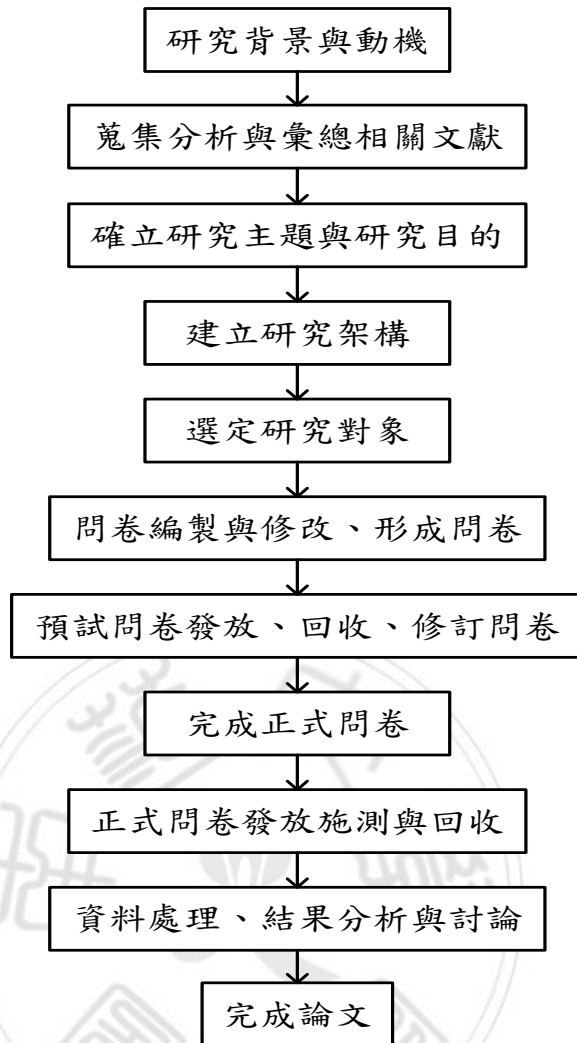 研究背景與動機
蒐集分析與彙總相關文獻
確立研究主題與研究目的
建立研究架構
選定研究對象
問卷編製與修改、形成問卷
預試問卷發放、回收、修訂問卷
完成正式問卷
正式問卷發放施測與回收
資料處理、結果分析與討論
完成論文